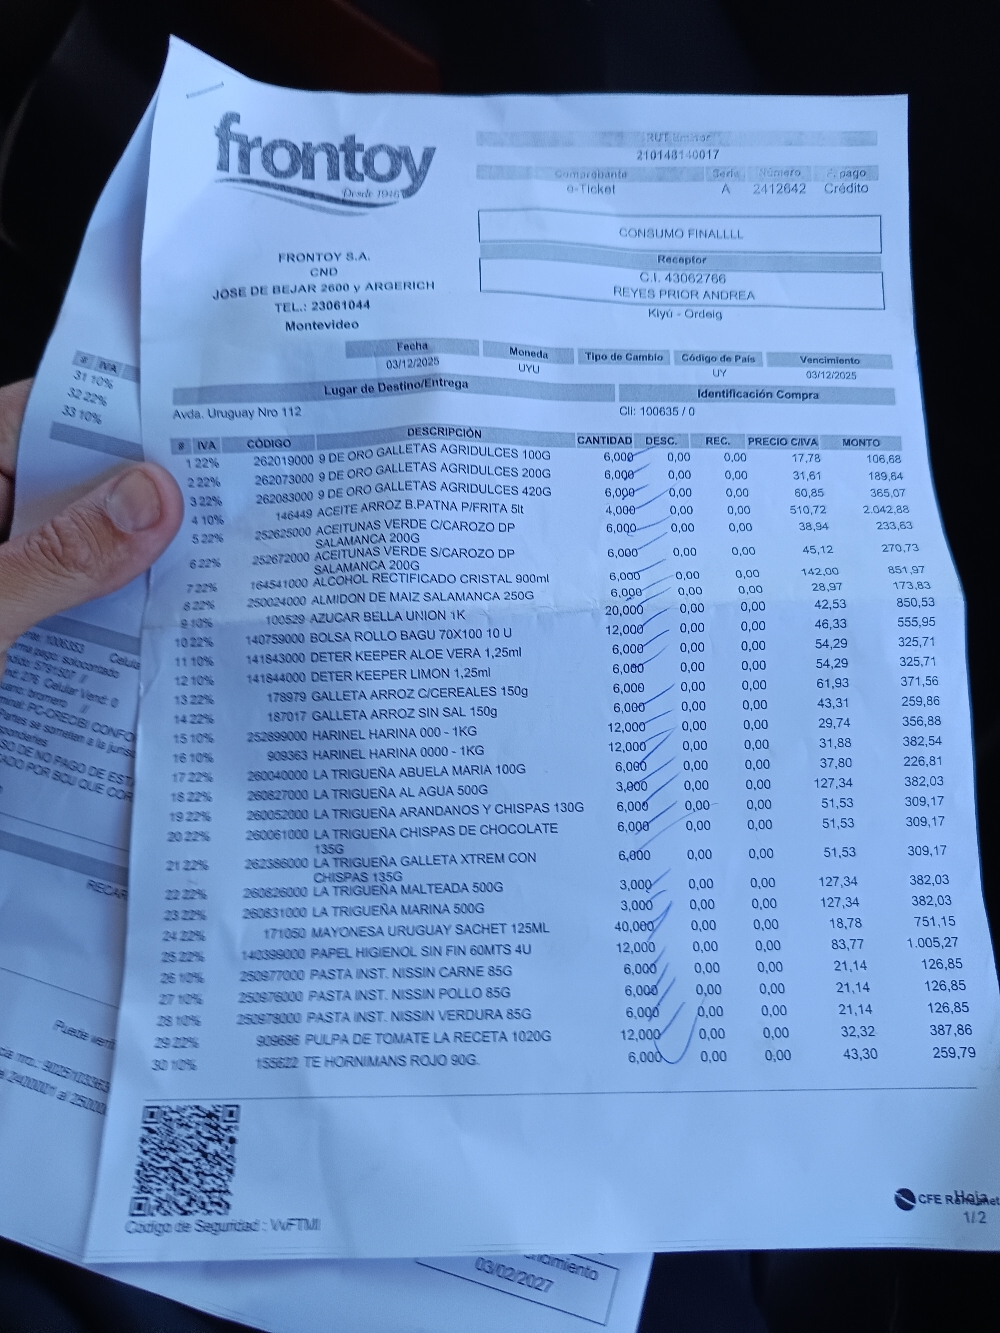 frontoy
Desde 1946
FRONTOY S.A.
CND
JOSE DE BEJAR 2600 y ARGERICH
TEL.: 23061044
Montevideo
RUT Emisor
210148140017
Comprobante Serie Número F. pago
e-Ticket A 2412642 Crédito
CONSUMO FINALLLL
Receptor
C.I. 43062766
REYES PRIOR ANDREA
Kiyú - Ordeig
Fecha Moneda Tipo de Cambio Código de País Vencimiento
03/12/2025 UYU UY 03/12/2025
Lugar de Destino/Entrega Identificación Compra
Avda. Uruguay Nro 112 Cli: 100635 / 0
# IVA CÓDIGO DESCRIPCIÓN CANTIDAD DESC. REC. PRECIO C/IVA MONTO
1 22% 262019000 9 DE ORO GALLETAS AGRIDULCES 100G 6,000 0,00 0,00 17,78 106,68
2 22% 262073000 9 DE ORO GALLETAS AGRIDULCES 200G 6,000 0,00 0,00 31,61 189,64
3 22% 262083000 9 DE ORO GALLETAS AGRIDULCES 420G 6,000 0,00 0,00 60,85 365,07
4 10% 146449 ACEITE ARROZ B.PATNA P/FRITA 5lt 4,000 0,00 0,00 510,72 2.042,88
5 22% 252625000 ACEITUNAS VERDE C/CAROZO DP 6,000 0,00 0,00 38,94 233,63
SALAMANCA 200G
6 22% 252672000 ACEITUNAS VERDE S/CAROZO DP 6,000 0,00 0,00 45,12 270,73
SALAMANCA 200G
7 22% 164541000 ALCOHOL RECTIFICADO CRISTAL 900ml 6,000 0,00 0,00 142,00 851,97
8 22% 250024000 ALMIDON DE MAIZ SALAMANCA 250G 6,000 0,00 0,00 28,97 173,83
9 10% 100529 AZUCAR BELLA UNION 1K 20,000 0,00 0,00 42,53 850,53
10 22% 140759000 BOLSA ROLLO BAGU 70X100 10 U 12,000 0,00 0,00 46,33 555,95
11 10% 141843000 DETER KEEPER ALOE VERA 1,25ml 6,000 0,00 0,00 54,29 325,71
12 10% 141844000 DETER KEEPER LIMON 1,25ml 6,000 0,00 0,00 54,29 325,71
13 22% 178979 GALLETA ARROZ C/CEREALES 150g 6,000 0,00 0,00 61,93 371,56
14 22% 187017 GALLETA ARROZ SIN SAL 150g 6,000 0,00 0,00 43,31 259,86
15 10% 252899000 HARINEL HARINA 000 - 1KG 12,000 0,00 0,00 29,74 356,88
16 10% 909363 HARINEL HARINA 0000 - 1KG 12,000 0,00 0,00 31,88 382,54
17 22% 260040000 LA TRIGUEÑA ABUELA MARIA 100G 6,000 0,00 0,00 37,80 226,81
18 22% 260827000 LA TRIGUEÑA AL AGUA 500G 3,000 0,00 0,00 127,34 382,03
19 22% 260052000 LA TRIGUEÑA ARANDANOS Y CHISPAS 130G 6,000 0,00 0,00 51,53 309,17
20 22% 260061000 LA TRIGUEÑA CHISPAS DE CHOCOLATE 6,000 0,00 0,00 51,53 309,17
135G
21 22% 262386000 LA TRIGUEÑA GALLETA XTREM CON 6,000 0,00 0,00 51,53 309,17
CHISPAS 135G
22 22% 260826000 LA TRIGUEÑA MALTEADA 500G 3,000 0,00 0,00 127,34 382,03
23 22% 260831000 LA TRIGUEÑA MARINA 500G 3,000 0,00 0,00 127,34 382,03
24 22% 171050 MAYONESA URUGUAY SACHET 125ML 40,000 0,00 0,00 18,78 751,15
25 22% 140399000 PAPEL HIGIENOL SIN FIN 60MTS 4U 12,000 0,00 0,00 83,77 1.005,27
26 10% 250977000 PASTA INST. NISSIN CARNE 85G 6,000 0,00 0,00 21,14 126,85
27 10% 250976000 PASTA INST. NISSIN POLLO 85G 6,000 0,00 0,00 21,14 126,85
28 10% 250978000 PASTA INST. NISSIN VERDURA 85G 6,000 0,00 0,00 21,14 126,85
29 22% 909686 PULPA DE TOMATE LA RECETA 1020G 12,000 0,00 0,00 32,32 387,86
30 10% 155622 TE HORNIMANS ROJO 90G. 6,000 0,00 0,00 43,30 259,79
Código de Seguridad : VvFTMI
CFE
Hoja
1/2
# IVA
31 10%
32 22%
33 10%
RECAR
Puede
03/02/2027